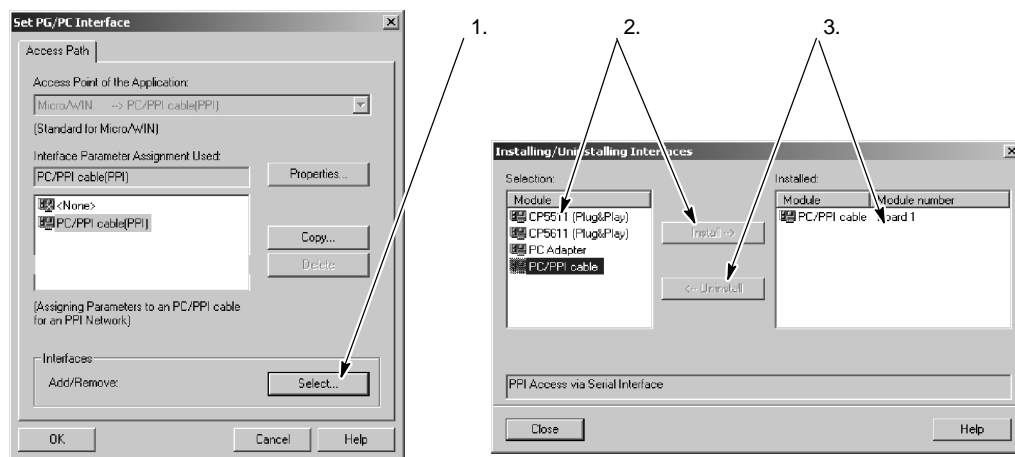 Set PG/PC Interface
1.
2.
3.
Access Path
Access Point of the Application:
Micro/WIN --> PC/PPI cable(PPI)
(Standard for Micro/WIN)
Interface Parameter Assignment Used:
PC/PPI cable(PPI)
Properties...
<None>
PC/PPI cable(PPI)
Copy...
Delete
(Assigning Parameters to an PC/PPI cable
for an PPI Network)
Interfaces
Add/Remove:
Select...
OK
Cancel
Help
Installing/Uninstalling Interfaces
Selection:
Module
CP5511 (Plug&Play)
CP5611 (Plug&Play)
PC Adapter
PC/PPI cable
Install -->
<-- Uninstall
Installed:
Module
Module number
PC/PPI cable
Board 1
PPI Access via Serial Interface
Close
Help